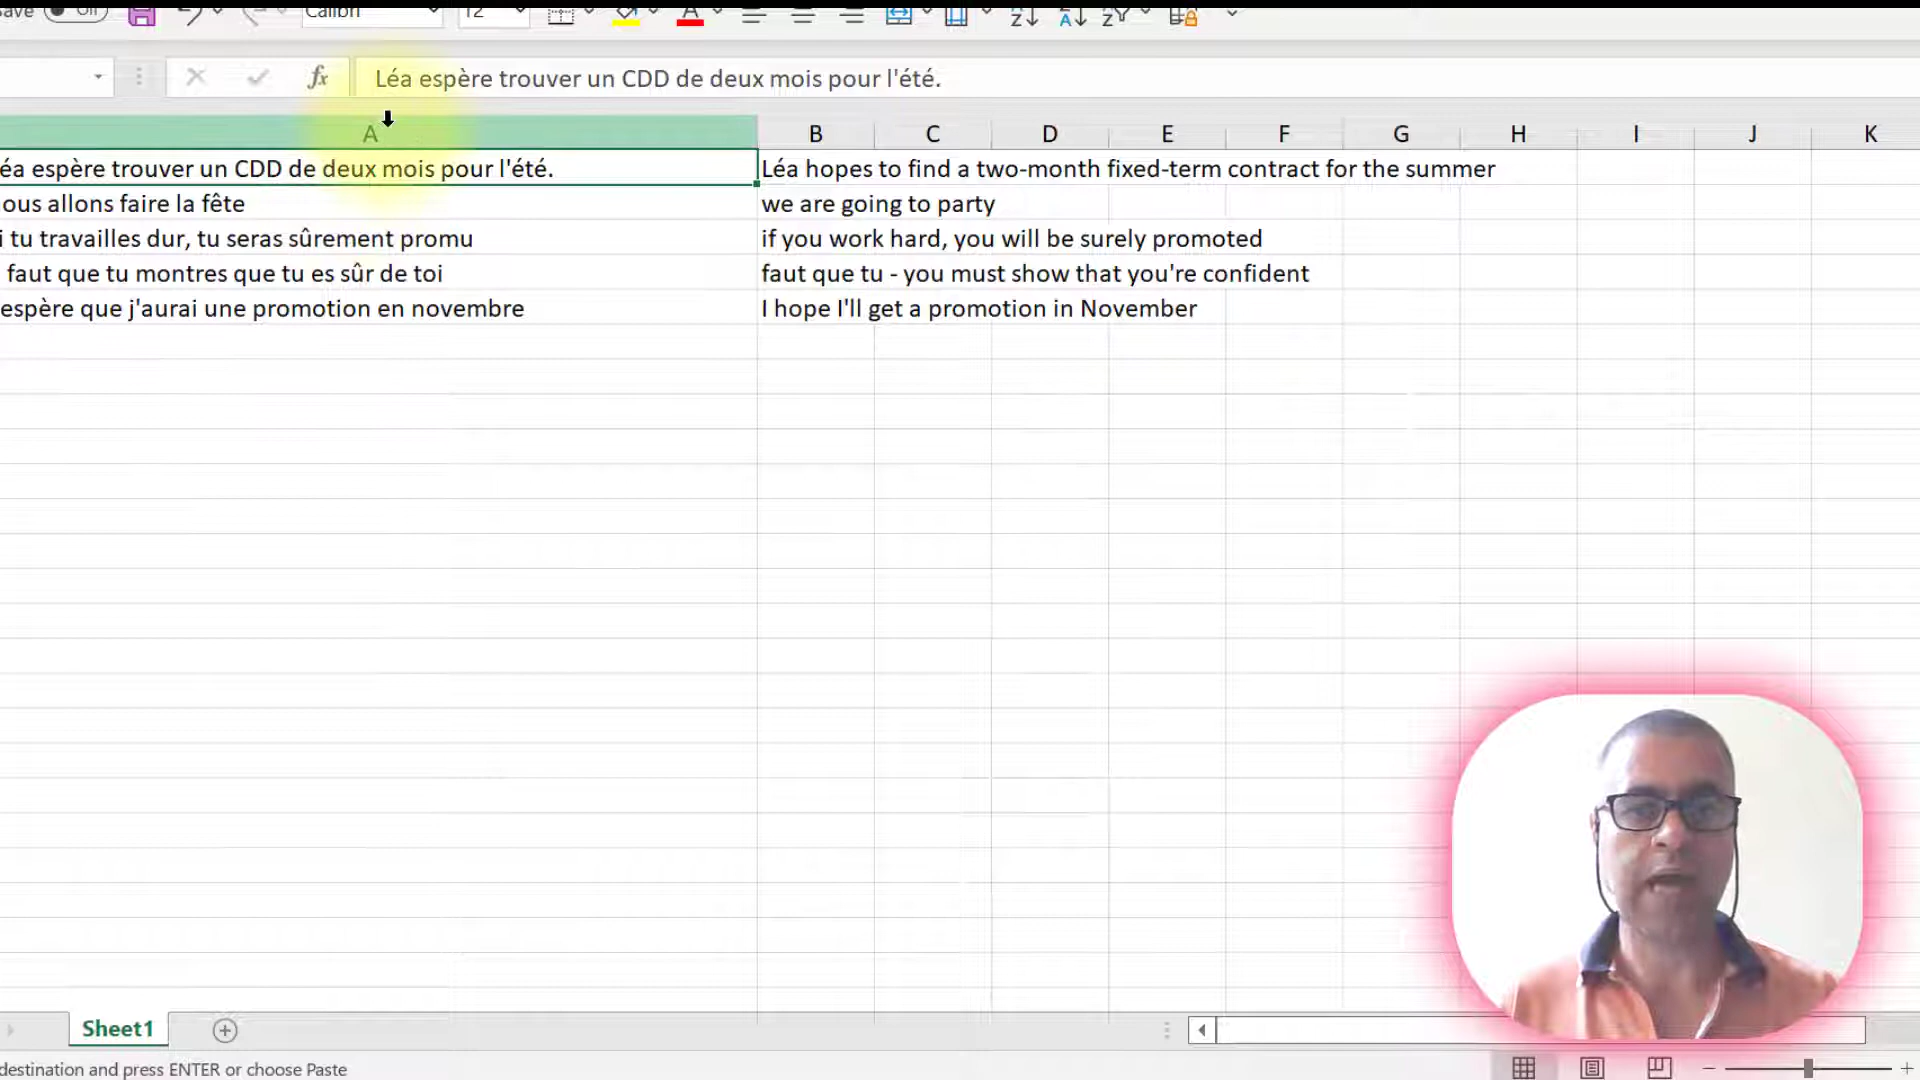 Calibri 12
Léa espère trouver un CDD de deux mois pour l'été.
A B C D E F G H I J K
éa espère trouver un CDD de deux mois pour l'été. Léa hopes to find a two-month fixed-term contract for the summer
ous allons faire la fête we are going to party
i tu travailles dur, tu seras sûrement promu if you work hard, you will be surely promoted
faut que tu montres que tu es sûr de toi faut que tu - you must show that you're confident
espère que j'aurai une promotion en novembre I hope I'll get a promotion in November
Sheet1
destination and press ENTER or choose Paste